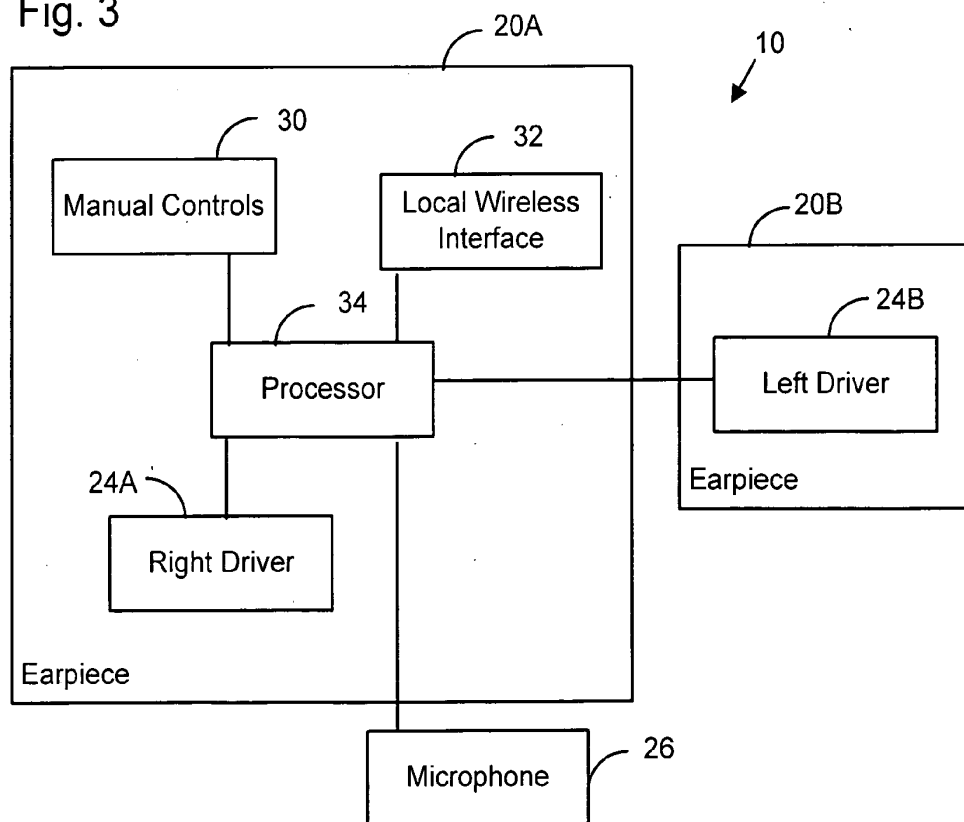 Fig. 3
20A
10
30
32
Manual Controls
Local Wireless
Interface
20B
34
24B
Processor
Left Driver
24A
Earpiece
Right Driver
Earpiece
26
Microphone